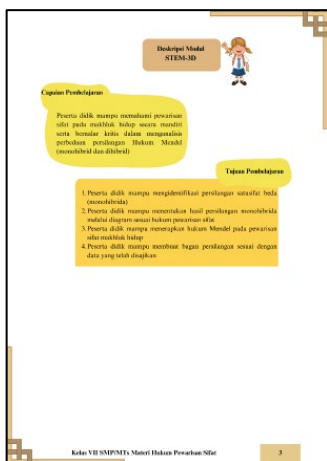 Deskripsi Modul
STEM-3D
Capaian Pembelajaran
Peserta didik mampu memahami pewarisan
sifat pada makhluk hidup secara mandiri
serta bernalar kritis dalam menganalisis
perbedaan persilangan Hukum Mendel
(monohibrid dan dihibrid)
Tujuan Pembelajaran
1. Peserta didik mampu mengidentifikasi persilangan satu sifat beda
(monohibrida)
2. Peserta didik mampu menentukan hasil persilangan monohibrida
melalui diagram sesuai hukum pewarisan sifat
3. Peserta didik mampu menerapkan hukum Mendel pada pewarisan
sifat makhluk hidup
4. Peserta didik mampu membuat bagan persilangan sesuai dengan
data yang telah disajikan
Kelas VII SMP/MTs Materi Hukum Pewarisan Sifat
3